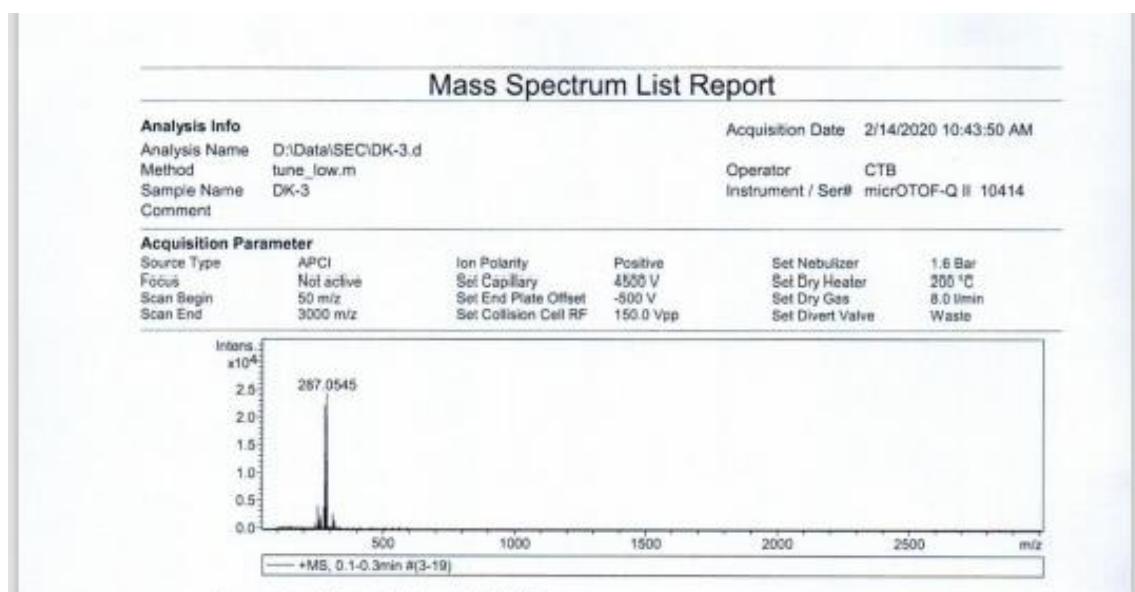 Mass Spectrum List Report
Analysis Info
Acquisition Date 2/14/2020 10:43:50 AM
Analysis Name D:\Data\SEC\DK-3.d
Method tune_low.m Operator CTB
Sample Name DK-3 Instrument / Ser# micrOTOF-Q II 10414
Comment
Acquisition Parameter
Source Type APCI Ion Polarity Positive Set Nebulizer 1.6 Bar
Focus Not active Set Capillary 4500 V Set Dry Heater 200 °C
Scan Begin 50 m/z Set End Plate Offset -500 V Set Dry Gas 8.0 l/min
Scan End 3000 m/z Set Collision Cell RF 150.0 Vpp Set Divert Valve Waste
Intens.
x10⁴
287.0545
2.5
2.0
1.5
1.0
0.5
0.0
500 1000 1500 2000 2500 m/z
+MS, 0.1-0.3min #(3-19)